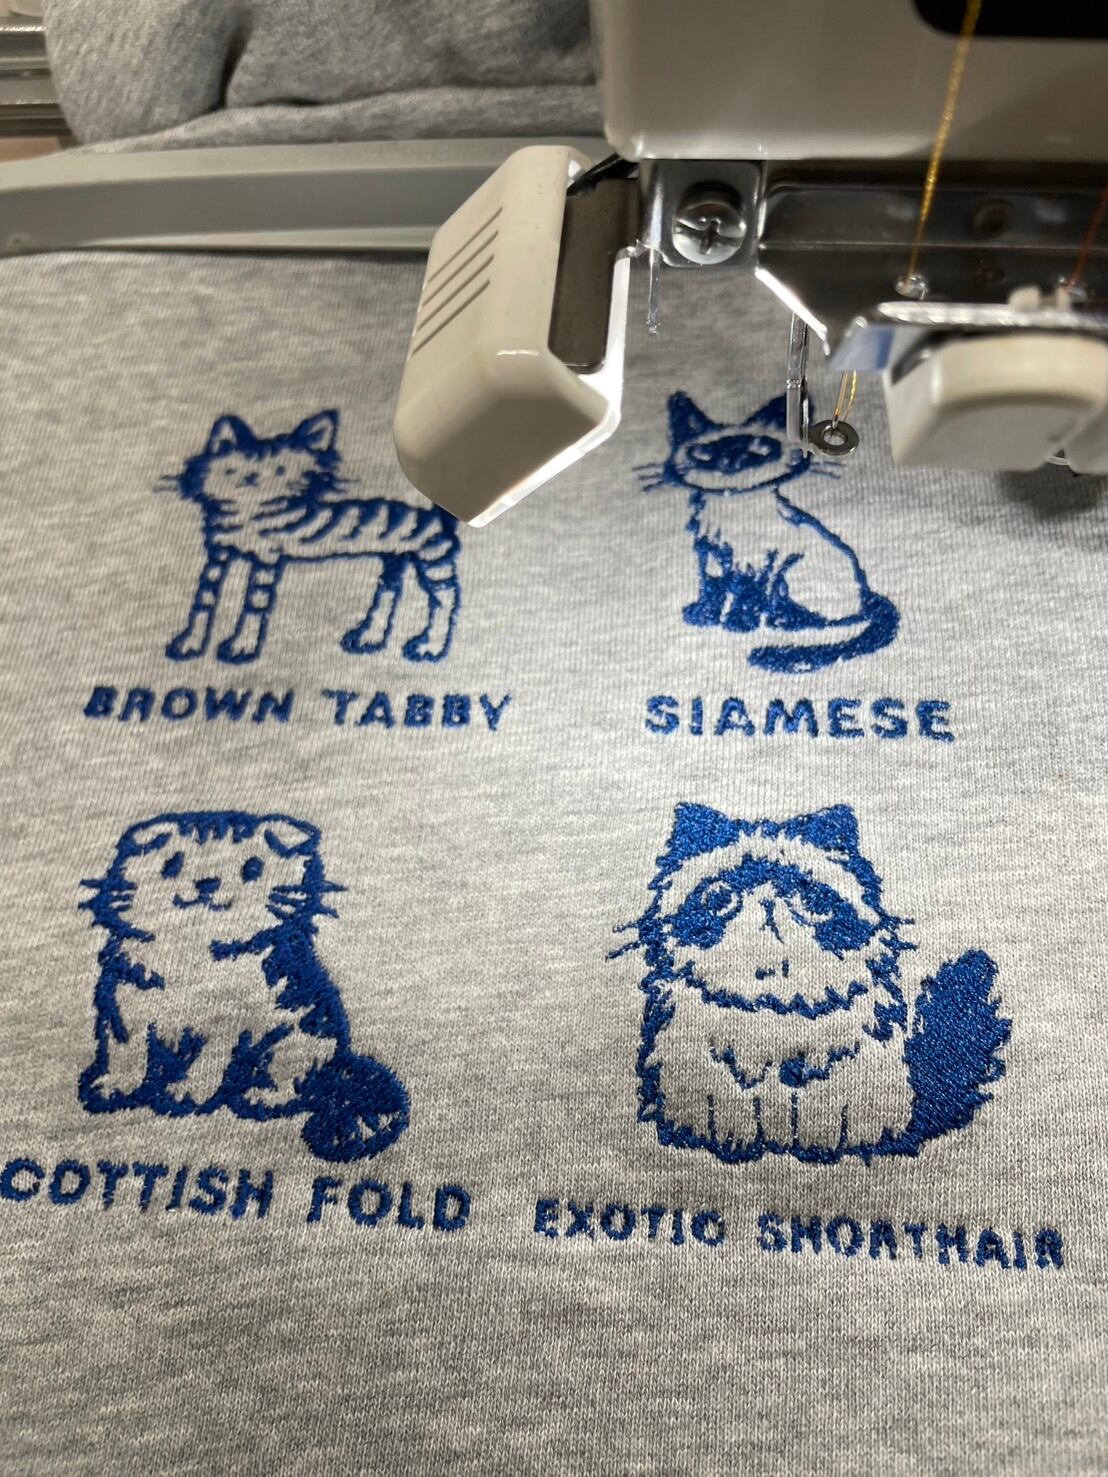 BROWN TABBY
SIAMESE
COTTISH FOLD
EXOTIC SHORTHAIR